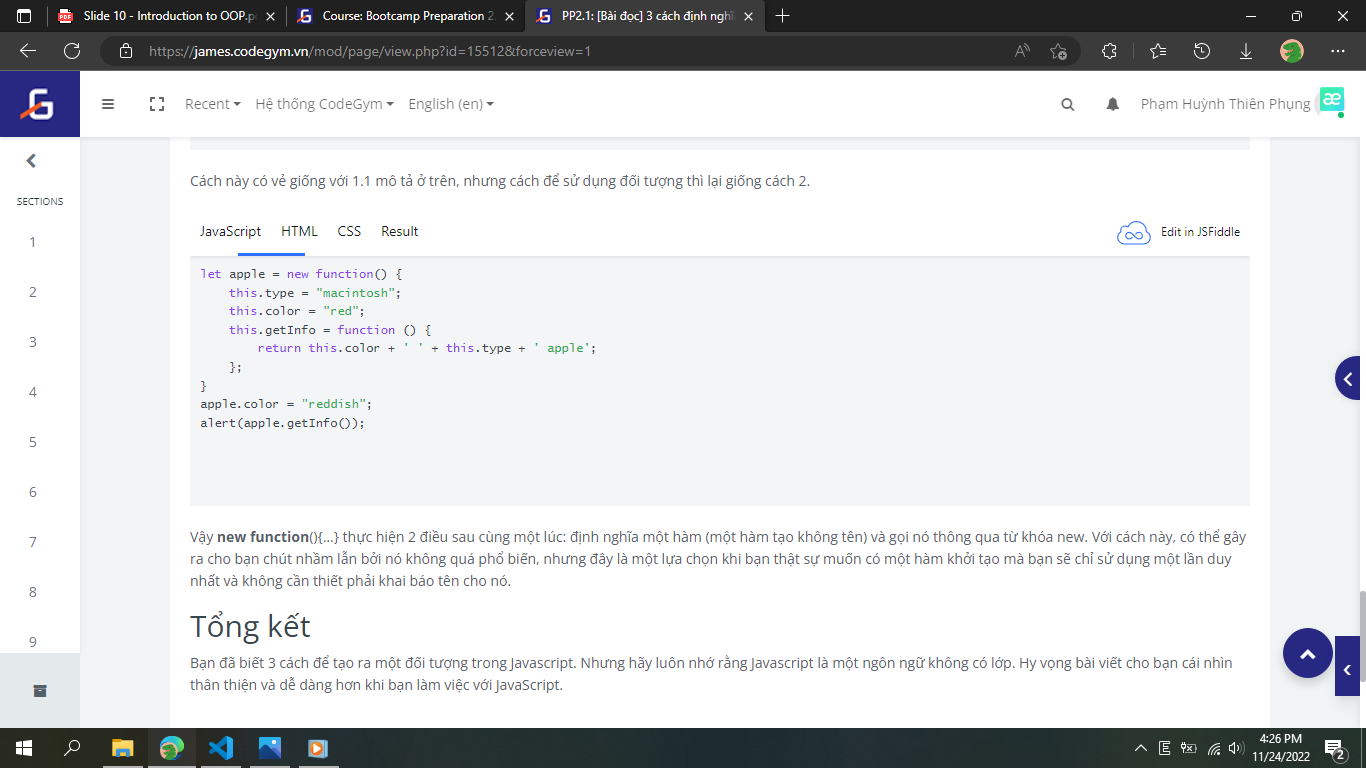 Slide 10 - Introduction to OOP.p
Course: Bootcamp Preparation 2
PP2.1: [Bài đọc] 3 cách định nghĩ
https://james.codegym.vn/mod/page/view.php?id=15512&forceview=1
Recent
Hệ thống CodeGym
English (en)
Phạm Huỳnh Thiên Phụng
æ
SECTIONS
1
2
3
4
5
6
7
8
9
Cách này có vẻ giống với 1.1 mô tả ở trên, nhưng cách để sử dụng đối tượng thì lại giống cách 2.
JavaScript HTML CSS Result
Edit in JSFiddle
let apple = new function() {
    this.type = "macintosh";
    this.color = "red";
    this.getInfo = function () {
        return this.color + ' ' + this.type + ' apple';
    };
}
apple.color = "reddish";
alert(apple.getInfo());
Vậy new function(){…} thực hiện 2 điều sau cùng một lúc: định nghĩa một hàm (một hàm tạo không tên) và gọi nó thông qua từ khóa new. Với cách này, có thể gây
ra cho bạn chút nhầm lẫn bởi nó không quá phổ biến, nhưng đây là một lựa chọn khi bạn thật sự muốn có một hàm khởi tạo mà bạn sẽ chỉ sử dụng một lần duy
nhất và không cần thiết phải khai báo tên cho nó.
Tổng kết
Bạn đã biết 3 cách để tạo ra một đối tượng trong Javascript. Nhưng hãy luôn nhớ rằng Javascript là một ngôn ngữ không có lớp. Hy vọng bài viết cho bạn cái nhìn
thân thiện và dễ dàng hơn khi bạn làm việc với JavaScript.
E
4:26 PM
11/24/2022
2